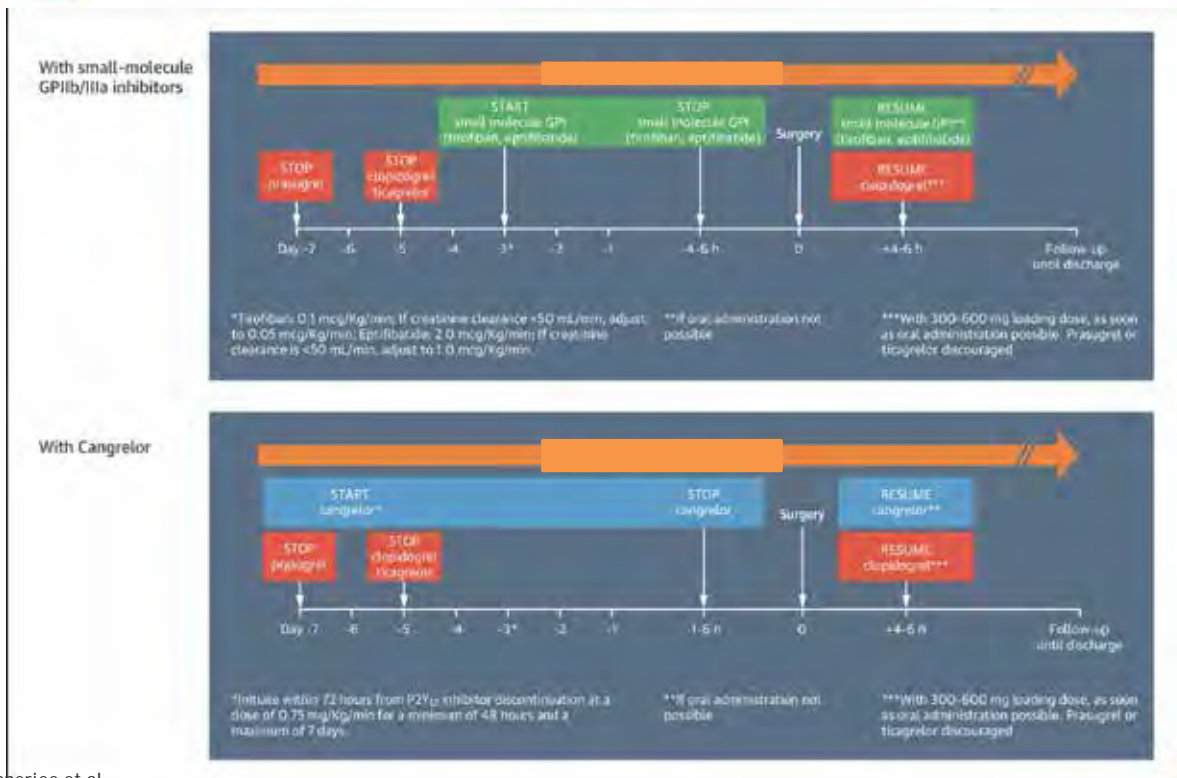 With small-molecule
GPIIb/IIIa inhibitors
START
small molecule GPI
(tirofiban, eptifibatide)
STOP
small molecule GPI
(tirofiban, eptifibatide)
Surgery
RESUME
small molecule GPI**
(tirofiban, eptifibatide)
STOP
prasugrel
STOP
clopidogrel
ticagrelor
RESUME
clopidogrel***
Day -7 -6 -5 -4 -3* -2 -1 -4-6 h 0 +4-6 h Follow-up
until discharge
*Tirofiban: 0.1 mcg/Kg/min; If creatinine clearance <50 mL/min, adjust
to 0.05 mcg/Kg/min; Eptifibatide: 2.0 mcg/Kg/min; If creatinine
clearance is <50 mL/min, adjust to 1.0 mcg/Kg/min.
**If oral administration not
possible
***With 300-600 mg loading dose, as soon
as oral administration possible. Prasugrel or
ticagrelor discouraged
With Cangrelor
START
cangrelor*
STOP
cangrelor
Surgery
RESUME
cangrelor**
STOP
prasugrel
STOP
clopidogrel
ticagrelor
RESUME
clopidogrel***
Day -7 -6 -5 -4 -3* -2 -1 -1-6 h 0 +4-6 h Follow-up
until discharge
*Initiate within 72 hours from P2Y12 inhibitor discontinuation at a
dose of 0.75 mg/Kg/min for a minimum of 48 hours and a
maximum of 7 days.
**If oral administration not
possible
***With 300-600 mg loading dose, as soon
as oral administration possible. Prasugrel or
ticagrelor discouraged
et al